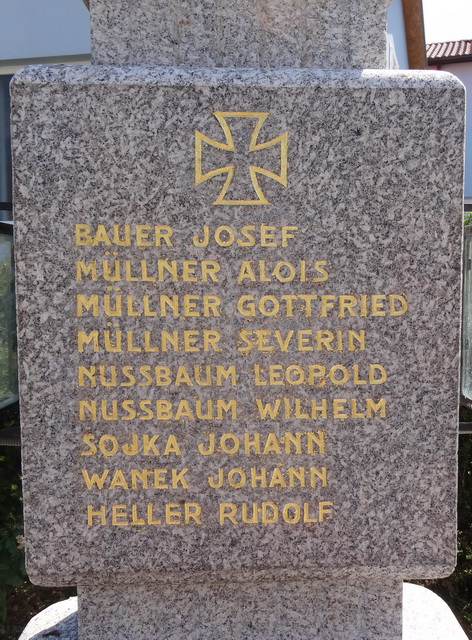 BAUER JOSEF
MÜLLNER ALOIS
MÜLLNER GOTTFRIED
MÜLLNER SEVERIN
NUSSBAUM LEOPOLD
NUSSBAUM WILHELM
SOJKA JOHANN
WANEK JOHANN
HELLER RUDOLF